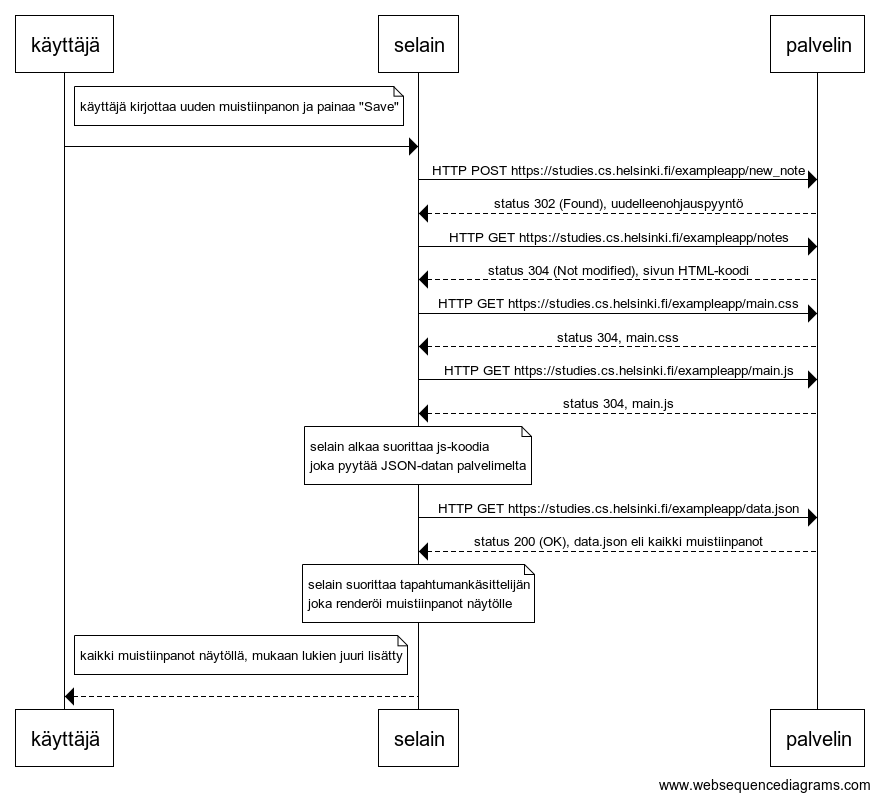 käyttäjä
selain
palvelin
käyttäjä kirjottaa uuden muistiinpanon ja painaa "Save"
HTTP POST https://studies.cs.helsinki.fi/exampleapp/new_note
status 302 (Found), uudelleenohjauspyyntö
HTTP GET https://studies.cs.helsinki.fi/exampleapp/notes
status 304 (Not modified), sivun HTML-koodi
HTTP GET https://studies.cs.helsinki.fi/exampleapp/main.css
status 304, main.css
HTTP GET https://studies.cs.helsinki.fi/exampleapp/main.js
status 304, main.js
selain alkaa suorittaa js-koodia
joka pyytää JSON-datan palvelimelta
HTTP GET https://studies.cs.helsinki.fi/exampleapp/data.json
status 200 (OK), data.json eli kaikki muistiinpanot
selain suorittaa tapahtumankäsittelijän
joka renderöi muistiinpanot näytölle
kaikki muistiinpanot näytöllä, mukaan lukien juuri lisätty
käyttäjä
selain
palvelin
www.websequencediagrams.com